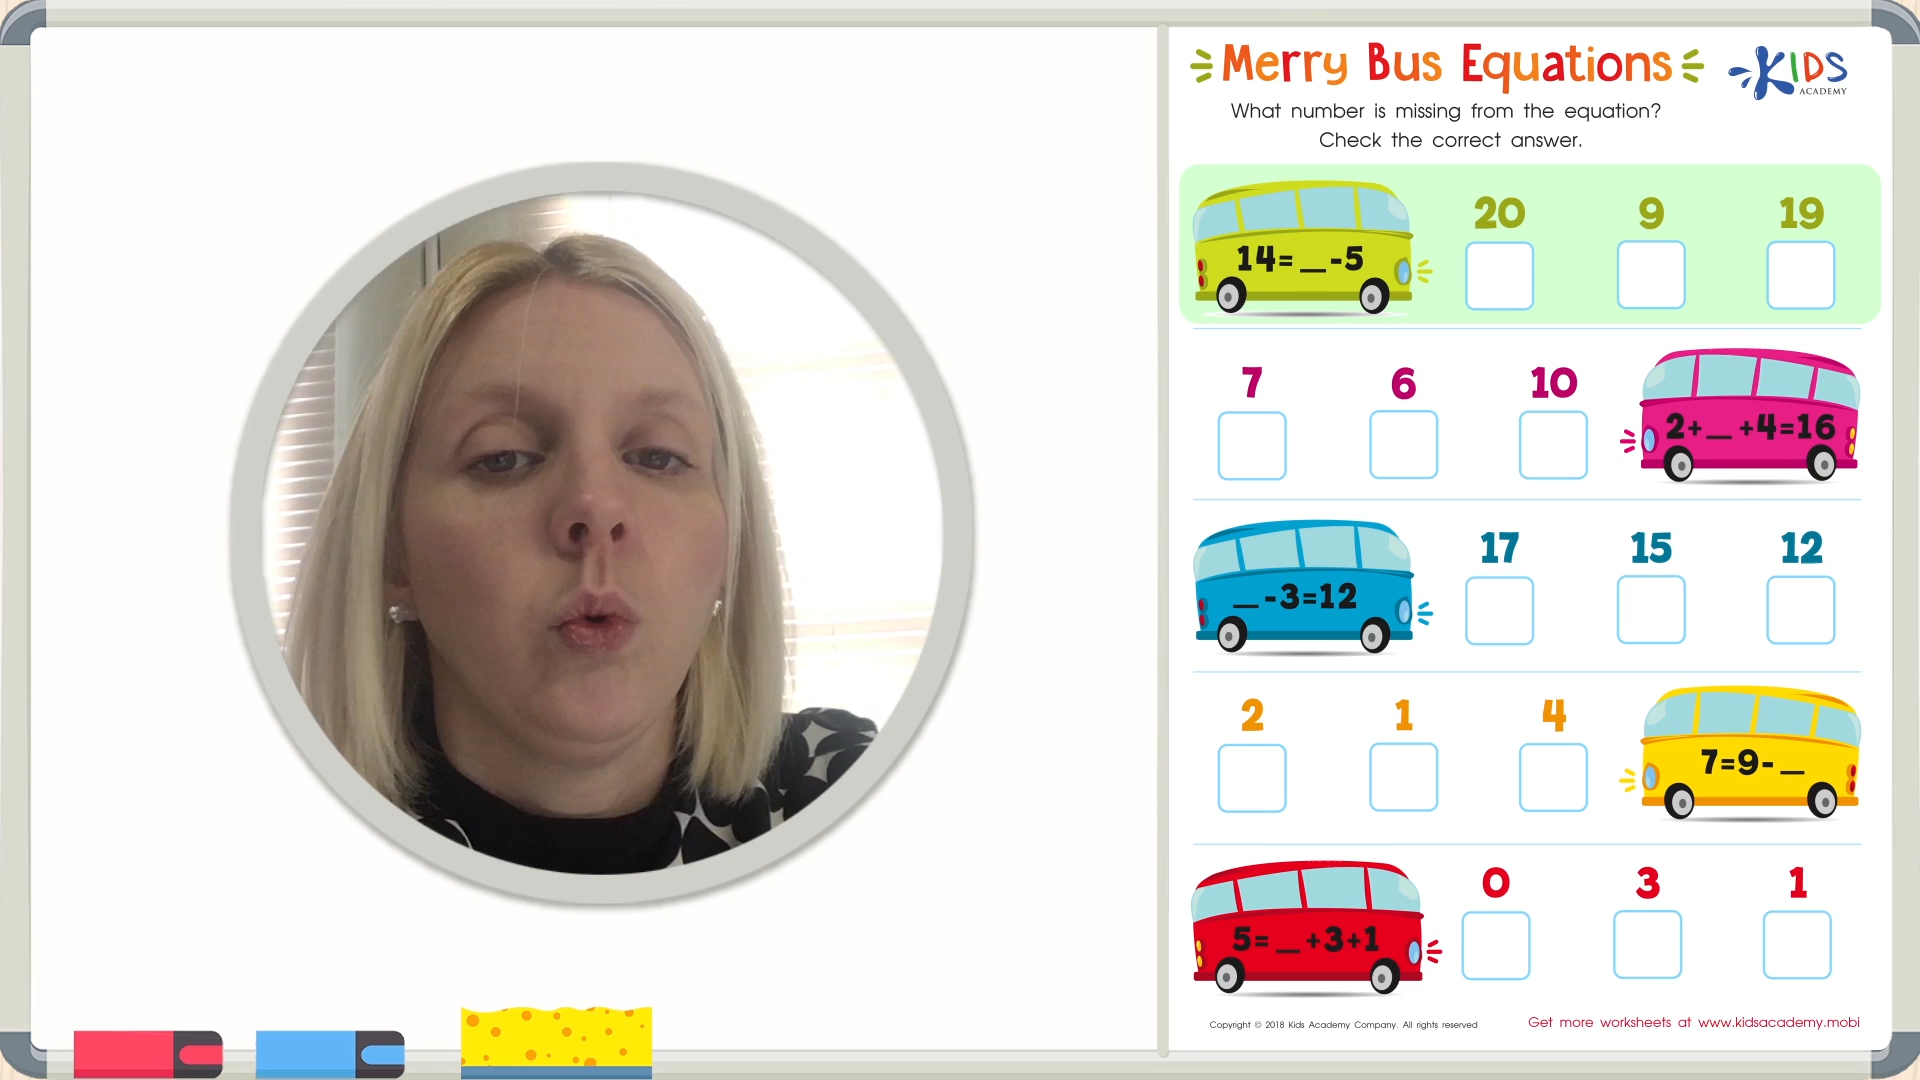 Merry Bus Equations
KIDS
ACADEMY
What number is missing from the equation?
Check the correct answer.
14=__-5
20 9 19
7 6 10
2+__+4=16
__-3=12
17 15 12
2 1 4
7=9-__
5=__+3+1
0 3 1
Copyright © 2018 Kids Academy Company. All rights reserved
Get more worksheets at www.kidsacademy.mobi